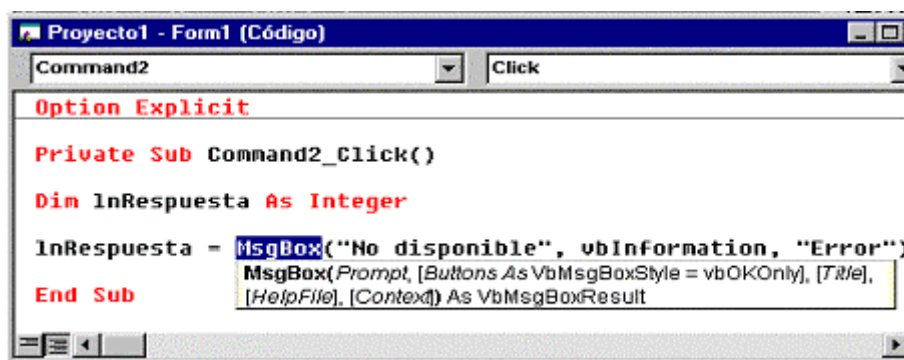 Proyecto1 - Form1 (Código)
Command2 Click
Option Explicit
Private Sub Command2_Click()
Dim lnRespuesta As Integer
lnRespuesta = MsgBox("No disponible", vbInformation, "Error")
MsgBox(Prompt, [Buttons As VbMsgBoxStyle = vbOKOnly], [Title],
[HelpFile], [Context]) As VbMsgBoxResult
End Sub